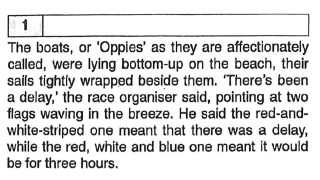 1
The boats, or 'Oppies' as they are affectionately
called, were lying bottom-up on the beach, their
sails tightly wrapped beside them. 'There's been
a delay,' the race organiser said, pointing at two
flags waving in the breeze. He said the red-and-
white-striped one meant that there was a delay,
while the red, white and blue one meant it would
be for three hours.